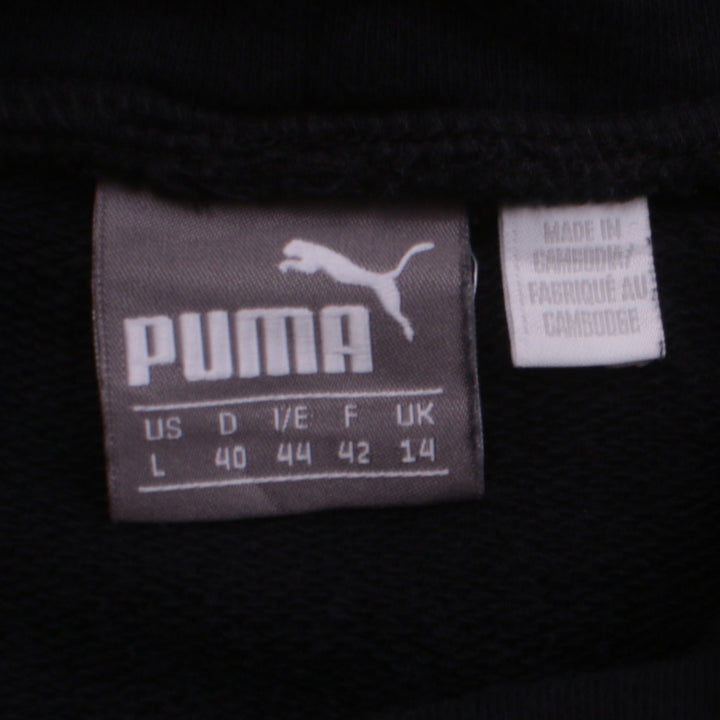 PUMA
US D I/E F UK
L 40 44 42 14
MADE IN
CAMBODIA/
FABRIQUÉ AU
CAMBODGE